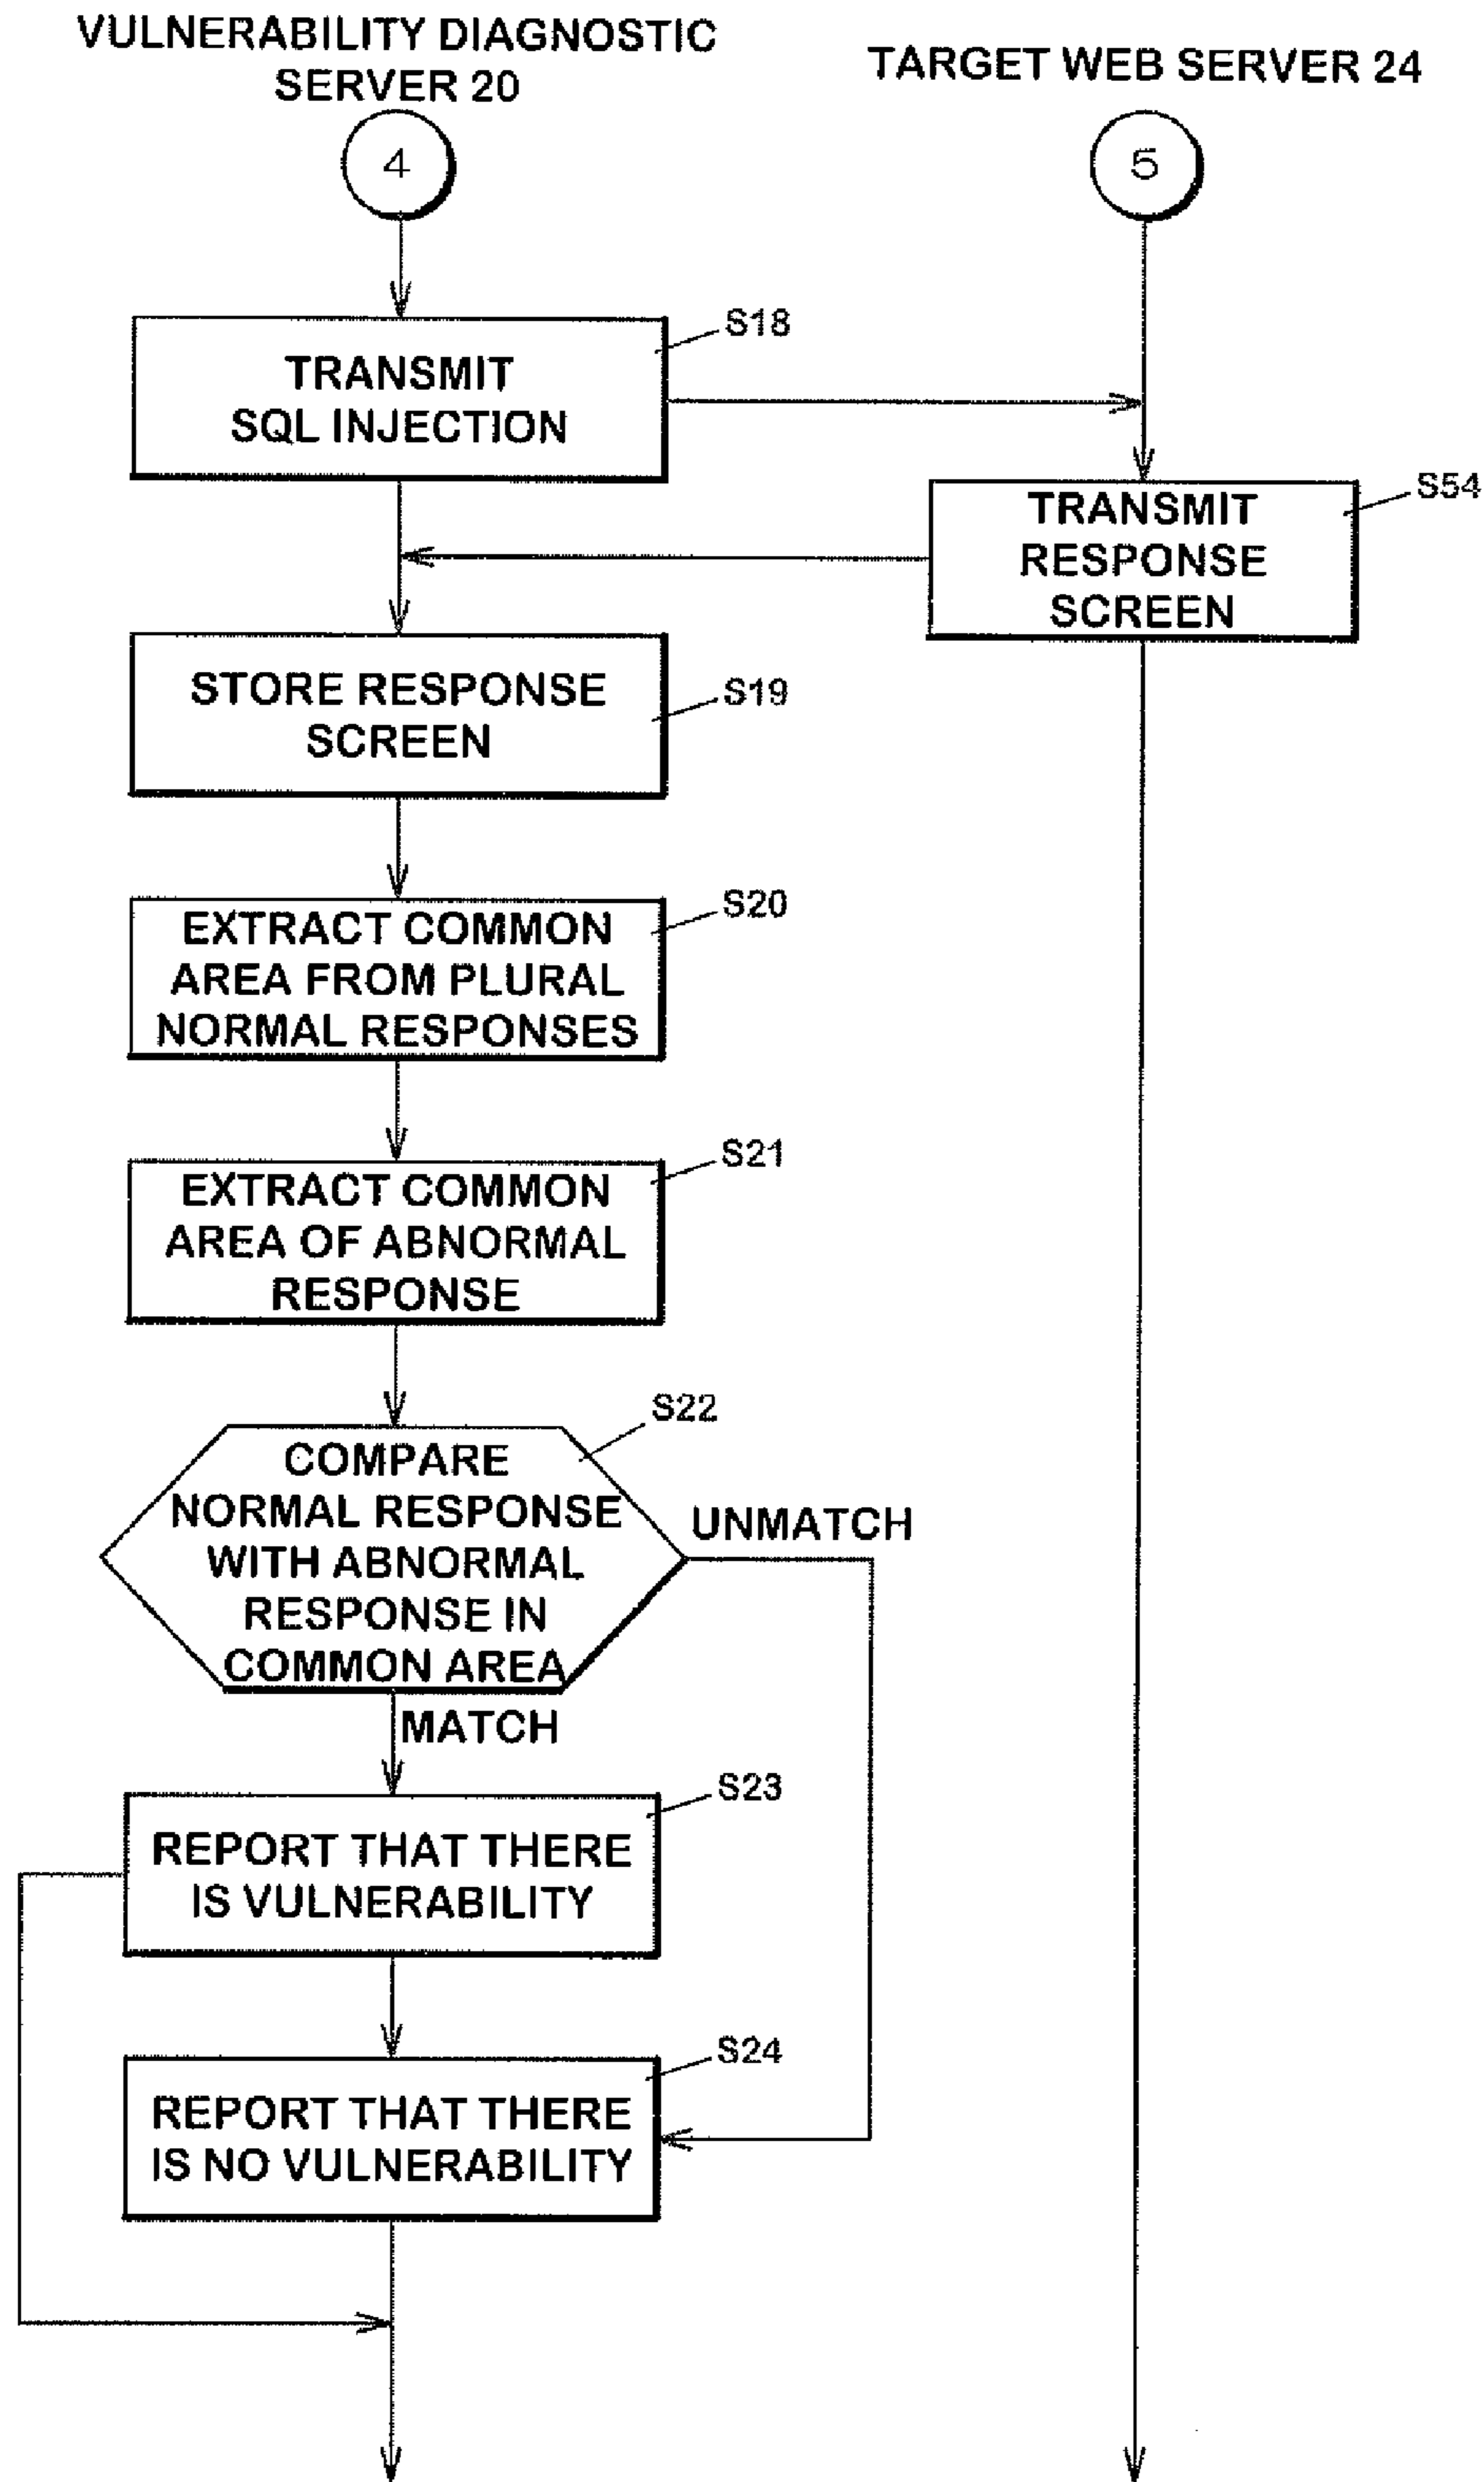 VULNERABILITY DIAGNOSTIC
SERVER 20
TARGET WEB SERVER 24
4
5
S18
TRANSMIT
SQL INJECTION
S54
TRANSMIT
RESPONSE
SCREEN
S19
STORE RESPONSE
SCREEN
S20
EXTRACT COMMON
AREA FROM PLURAL
NORMAL RESPONSES
S21
EXTRACT COMMON
AREA OF ABNORMAL
RESPONSE
S22
COMPARE
NORMAL RESPONSE
WITH ABNORMAL
RESPONSE IN
COMMON AREA
UNMATCH
MATCH
S23
REPORT THAT THERE
IS VULNERABILITY
S24
REPORT THAT THERE
IS NO VULNERABILITY